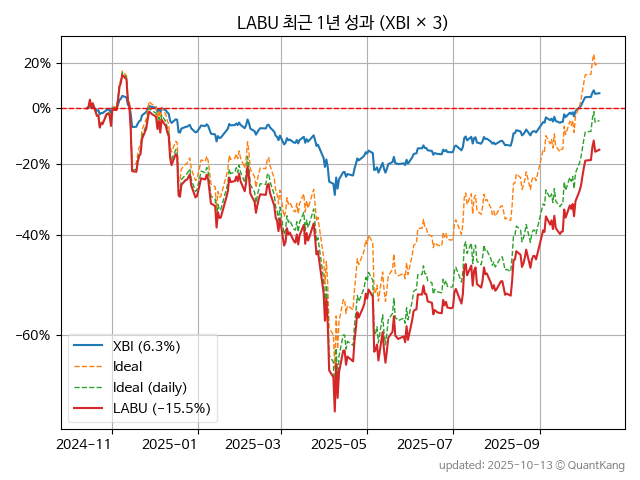 LABU 최근 1년 성과 (XBI × 3)
20%
0%
−20%
−40%
−60%
XBI (6.3%)
Ideal
Ideal (daily)
LABU (−15.5%)
2024-11 2025-01 2025-03 2025-05 2025-07 2025-09
updated: 2025-10-13 © QuantKang